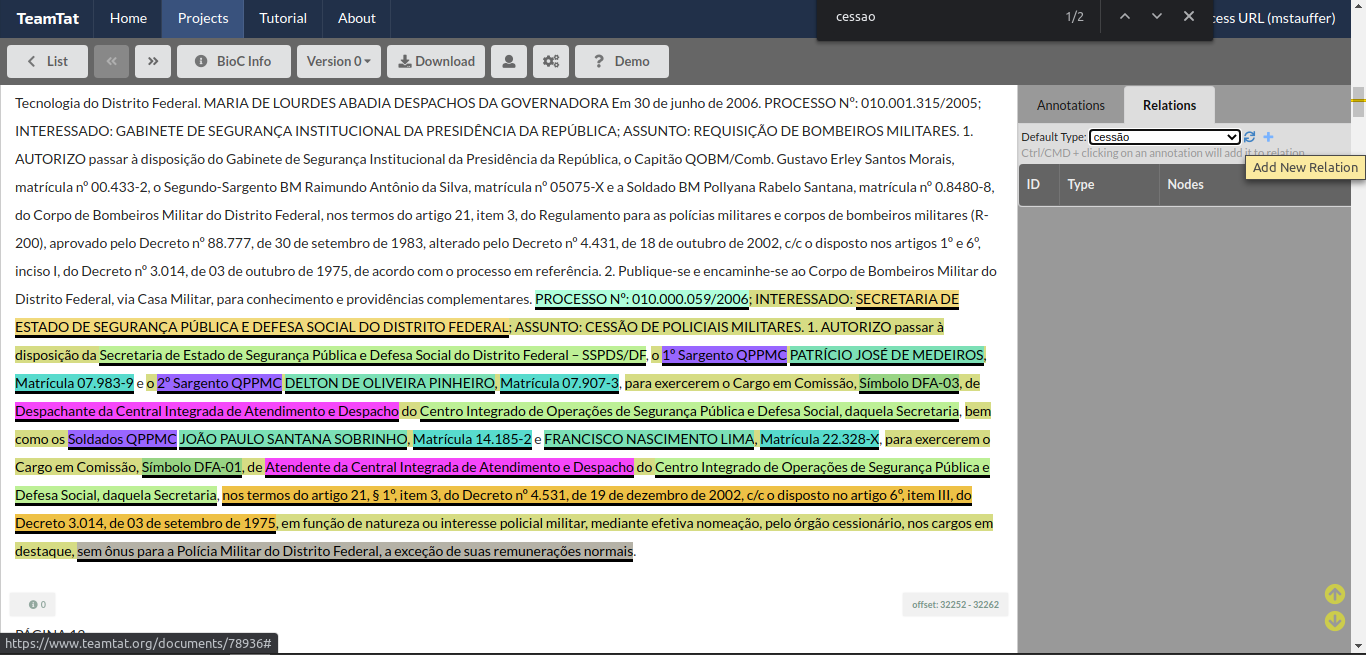 TeamTat Home Projects Tutorial About cessao 1/2 cess URL (mstauffer)
List BioC Info Version 0 Download Demo
Tecnologia do Distrito Federal. MARIA DE LOURDES ABADIA DESPACHOS DA GOVERNADORA Em 30 de junho de 2006. PROCESSO Nº: 010.001.315/2005;
INTERESSADO: GABINETE DE SEGURANÇA INSTITUCIONAL DA PRESIDÊNCIA DA REPÚBLICA; ASSUNTO: REQUISIÇÃO DE BOMBEIROS MILITARES. 1.
AUTORIZO passar à disposição do Gabinete de Segurança Institucional da Presidência da República, o Capitão QOBM/Comb. Gustavo Erley Santos Morais,
matrícula nº 00.433-2, o Segundo-Sargento BM Raimundo Antônio da Silva, matrícula nº 05075-X e a Soldado BM Pollyana Rabelo Santana, matrícula nº 0.8480-8,
do Corpo de Bombeiros Militar do Distrito Federal, nos termos do artigo 21, item 3, do Regulamento para as polícias militares e corpos de bombeiros militares (R-
200), aprovado pelo Decreto nº 88.777, de 30 de setembro de 1983, alterado pelo Decreto nº 4.431, de 18 de outubro de 2002, c/c o disposto nos artigos 1º e 6º,
inciso I, do Decreto nº 3.014, de 03 de outubro de 1975, de acordo com o processo em referência. 2. Publique-se e encaminhe-se ao Corpo de Bombeiros Militar do
Distrito Federal, via Casa Militar, para conhecimento e providências complementares. PROCESSO Nº: 010.000.059/2006; INTERESSADO: SECRETARIA DE
ESTADO DE SEGURANÇA PÚBLICA E DEFESA SOCIAL DO DISTRITO FEDERAL; ASSUNTO: CESSÃO DE POLICIAIS MILITARES. 1. AUTORIZO passar à
disposição da Secretaria de Estado de Segurança Pública e Defesa Social do Distrito Federal – SSPDS/DF, o 1º Sargento QPPMC PATRÍCIO JOSÉ DE MEDEIROS,
Matrícula 07.983-9 e o 2º Sargento QPPMC DELTON DE OLIVEIRA PINHEIRO, Matrícula 07.907-3, para exercerem o Cargo em Comissão, Símbolo DFA-03, de
Despachante da Central Integrada de Atendimento e Despacho do Centro Integrado de Operações de Segurança Pública e Defesa Social, daquela Secretaria, bem
como os Soldados QPPMC JOÃO PAULO SANTANA SOBRINHO, Matrícula 14.185-2 e FRANCISCO NASCIMENTO LIMA, Matrícula 22.328-X, para exercerem o
Cargo em Comissão, Símbolo DFA-01, de Atendente da Central Integrada de Atendimento e Despacho do Centro Integrado de Operações de Segurança Pública e
Defesa Social, daquela Secretaria, nos termos do artigo 21, § 1º, item 3, do Decreto nº 4.531, de 19 de dezembro de 2002, c/c o disposto no artigo 6º, item III, do
Decreto 3.014, de 03 de setembro de 1975, em função de natureza ou interesse policial militar, mediante efetiva nomeação, pelo órgão cessionário, nos cargos em
destaque, sem ônus para a Polícia Militar do Distrito Federal, a exceção de suas remunerações normais.
0 offset: 32252 - 32262
https://www.teamtat.org/documents/78936#
Annotations Relations
Default Type: cessão
Ctrl/CMD + clicking on an annotation will add it to relation
Add New Relation
ID Type Nodes